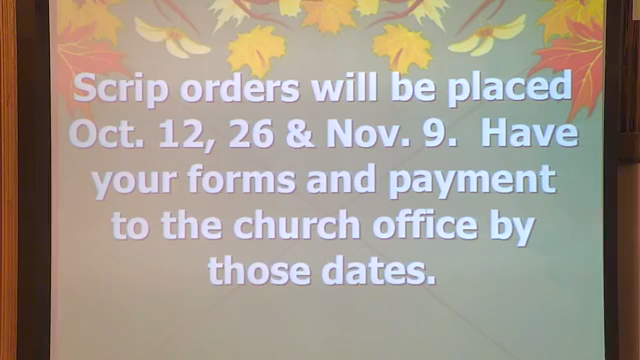 Scrip orders will be placed
Oct. 12, 26 & Nov. 9.  Have
your forms and payment
to the church office by
those dates.